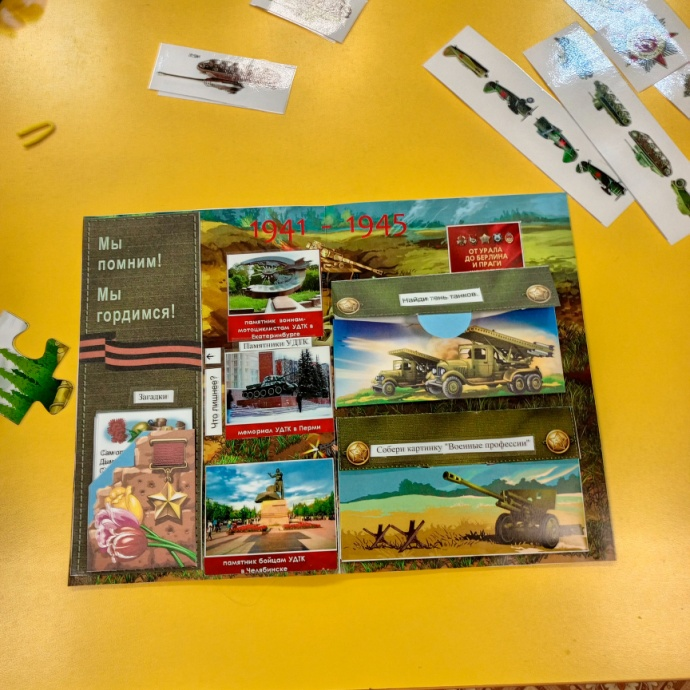 Мы
помним!
Мы
гордимся!
Загадки
1941 - 1945
ОТ УРАЛА
ДО БЕРЛИНА
И ПРАГИ
памятник воинам-
мотоциклистам УДТК в
Екатеринбурге
Памятники УДТК
← Что лишнее?
мемориал УДТК в Перми
памятник бойцам УДТК
в Челябинске
Найди тень танков.
Собери картинку "Военные профессии"